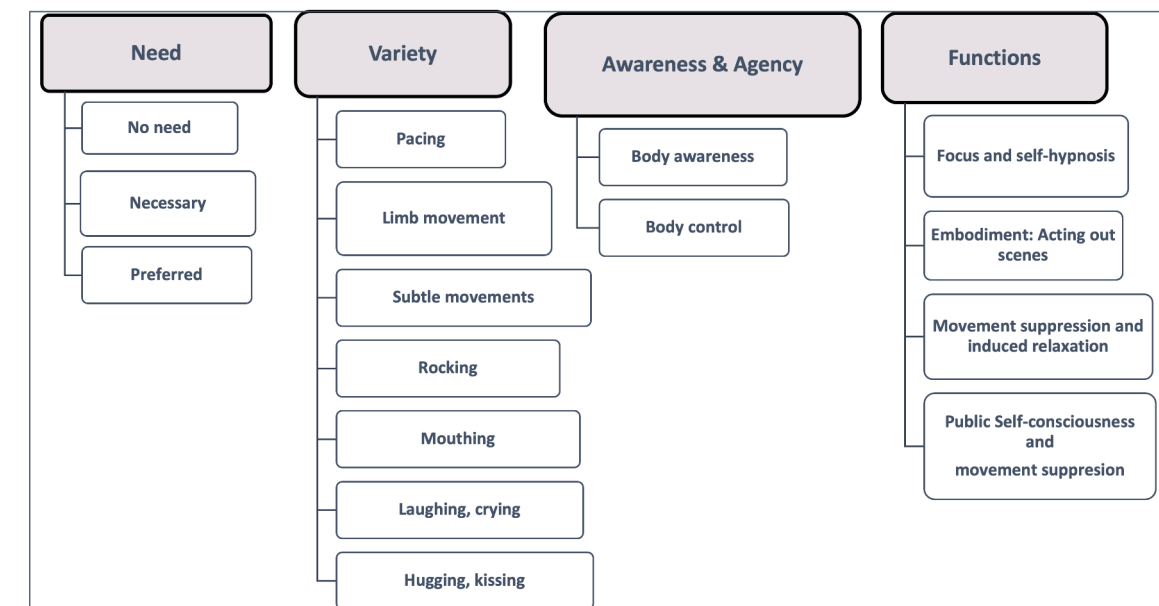 Need
No need
Necessary
Preferred
Variety
Pacing
Limb movement
Subtle movements
Rocking
Mouthing
Laughing, crying
Hugging, kissing
Awareness & Agency
Body awareness
Body control
Functions
Focus and self-hypnosis
Embodiment: Acting out
scenes
Movement suppression and
induced relaxation
Public Self-consciousness
and
movement suppresion